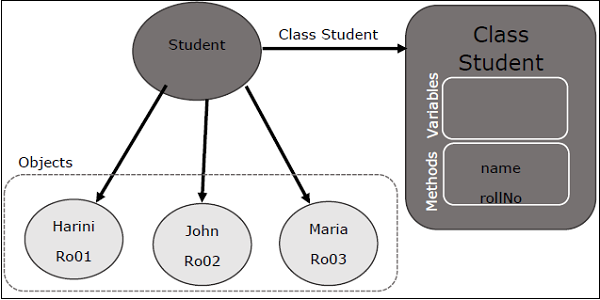 Student
Class Student
Class
Student
Variables
Methods
name
rollNo
Objects
Harini
Ro01
John
Ro02
Maria
Ro03